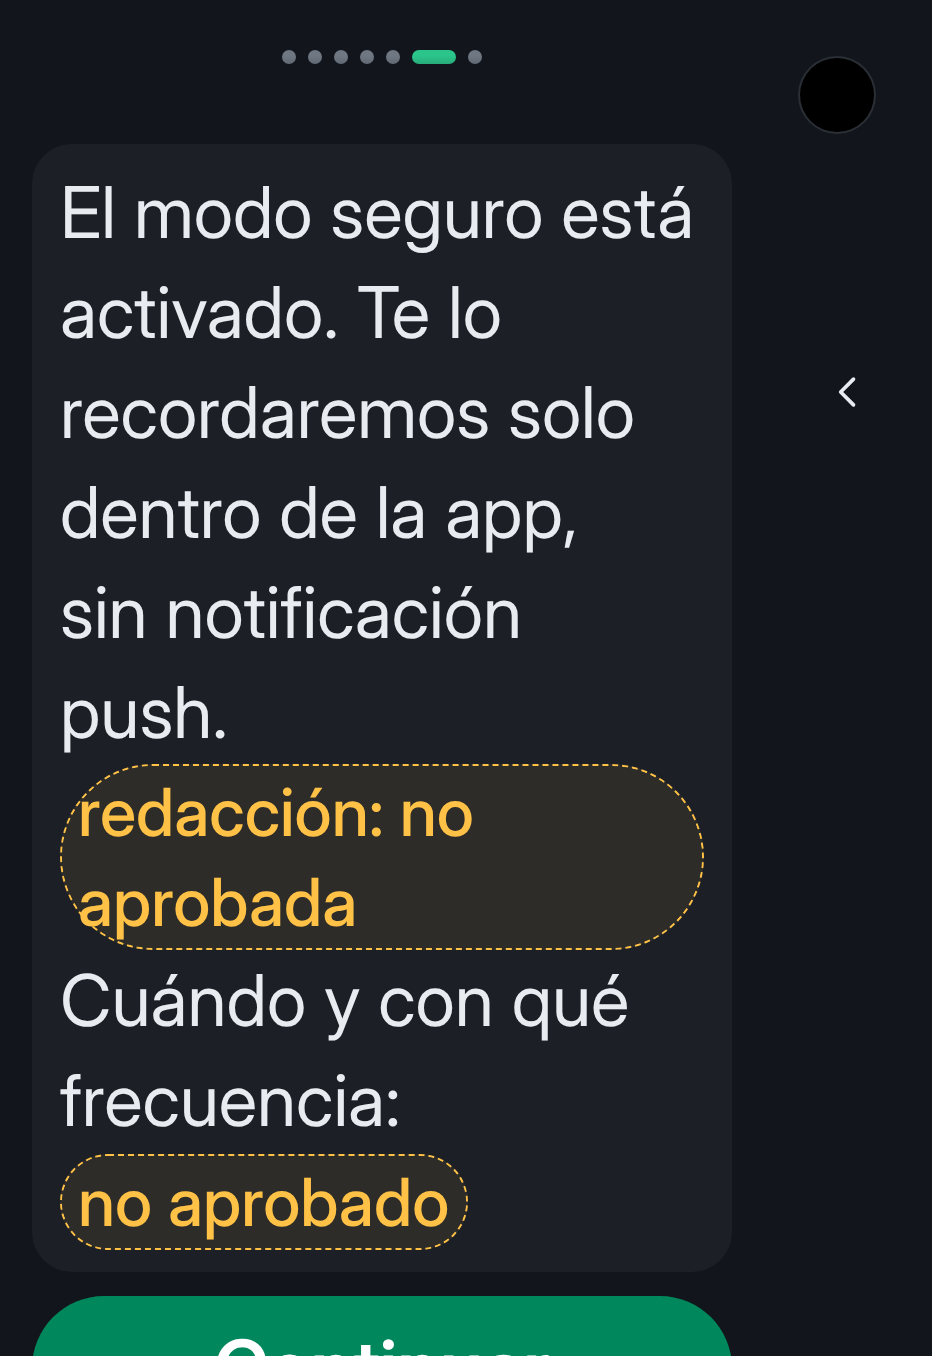 El modo seguro está
activado. Te lo
recordaremos solo
dentro de la app,
sin notificación
push.
redacción: no
aprobada
Cuándo y con qué
frecuencia:
no aprobado
Continuar